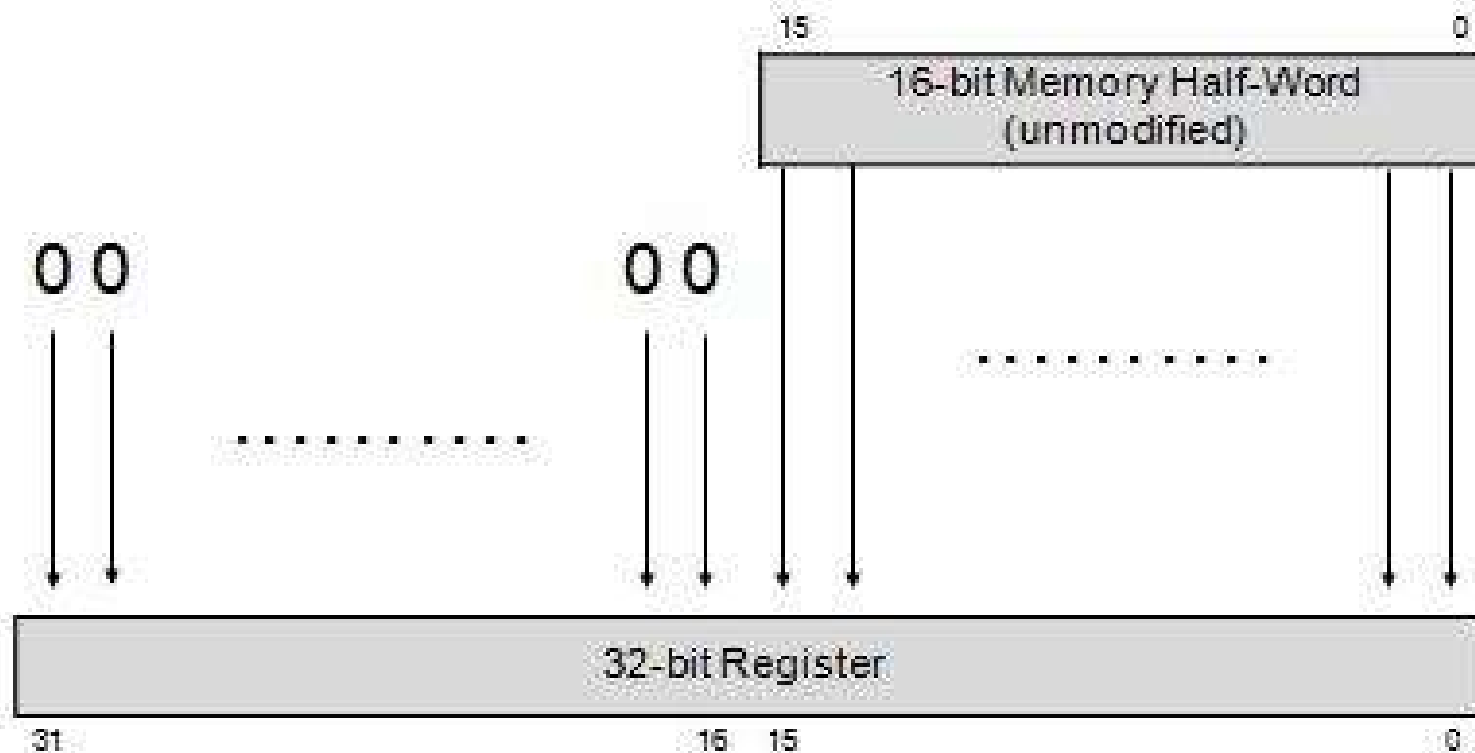 15 0
16-bit Memory Half-Word
(unmodified)
0 0 0 0
32-bit Register
31 16 15 0